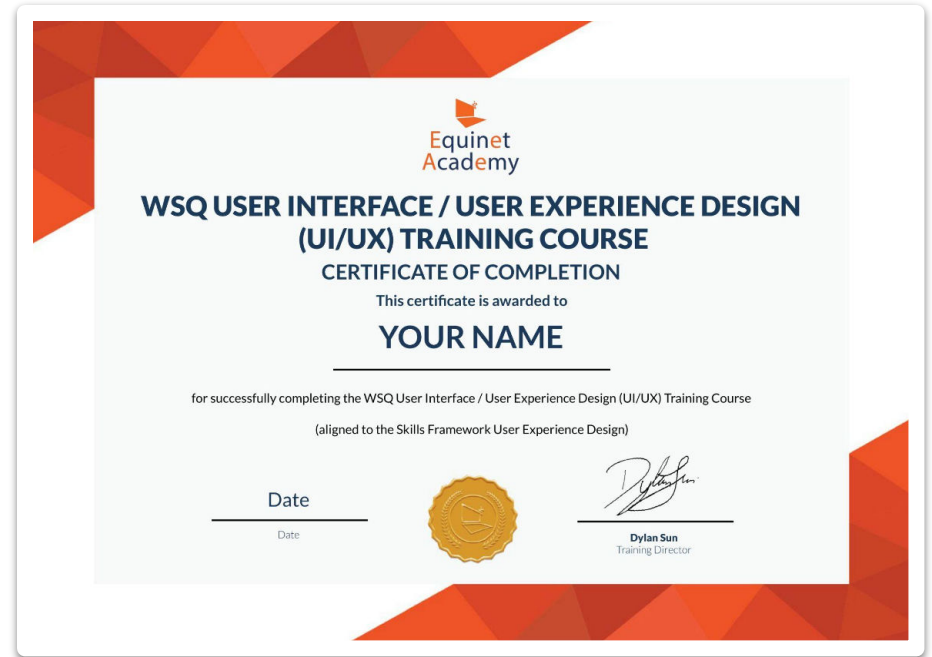 Equinet
Academy
WSQ USER INTERFACE / USER EXPERIENCE DESIGN
(UI/UX) TRAINING COURSE
CERTIFICATE OF COMPLETION
This certificate is awarded to
YOUR NAME
for successfully completing the WSQ User Interface / User Experience Design (UI/UX) Training Course
(aligned to the Skills Framework User Experience Design)
Date
Date
Dylan Sun
Training Director